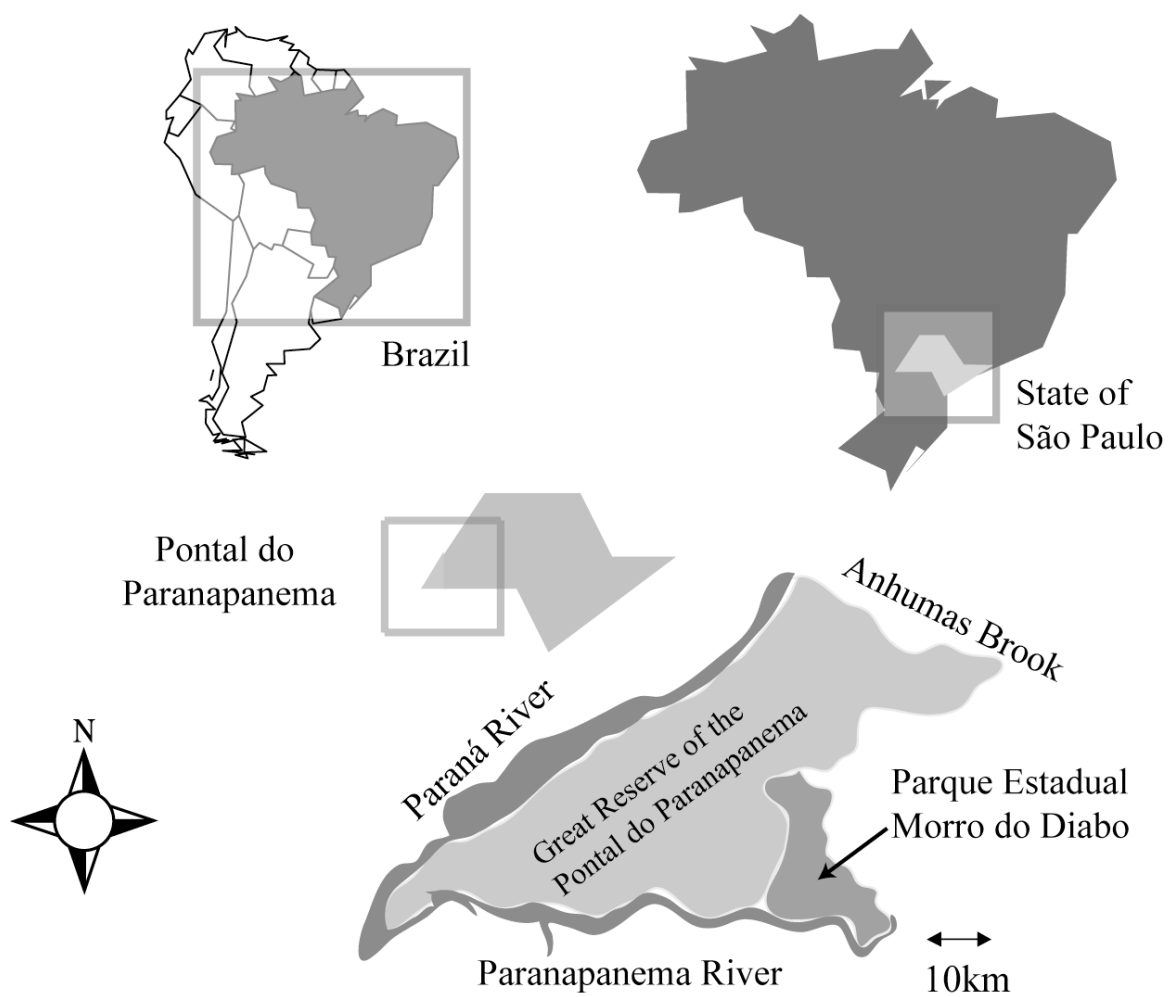 Brazil
State of
São Paulo
Pontal do
Paranapanema
Anhumas Brook
Paraná River
Great Reserve of the
Pontal do Paranapanema
N
Parque Estadual
Morro do Diabo
Paranapanema River
10km